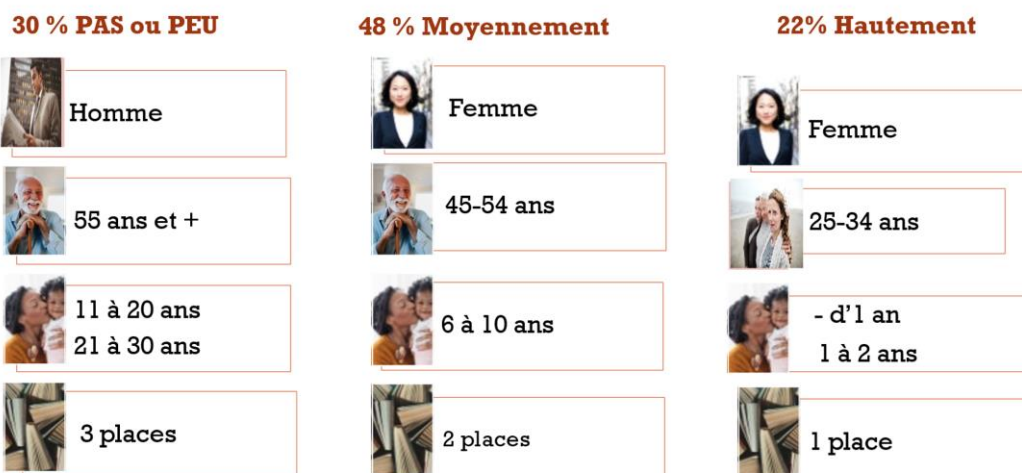 30 % PAS ou PEU
Homme
55 ans et +
11 à 20 ans
21 à 30 ans
3 places
48 % Moyennement
Femme
45-54 ans
6 à 10 ans
2 places
22% Hautement
Femme
25-34 ans
- d'1 an
1 à 2 ans
1 place